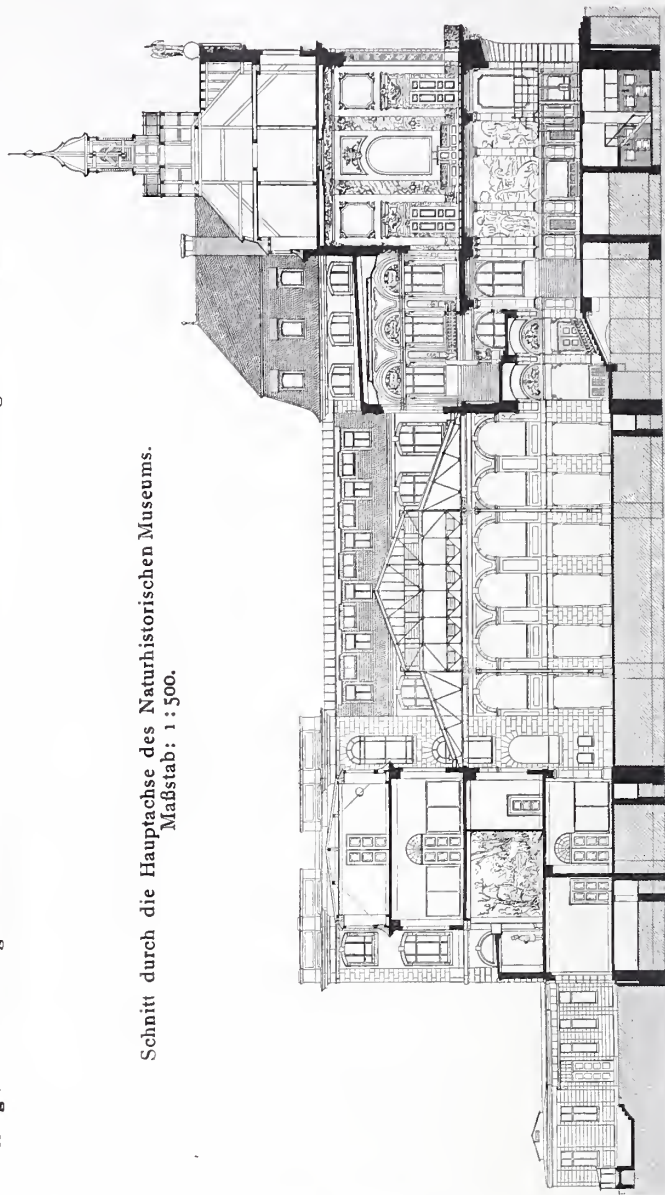 Schnitt durch die Hauptachse des Naturhistorischen Museums.
Maßstab: 1 : 500.